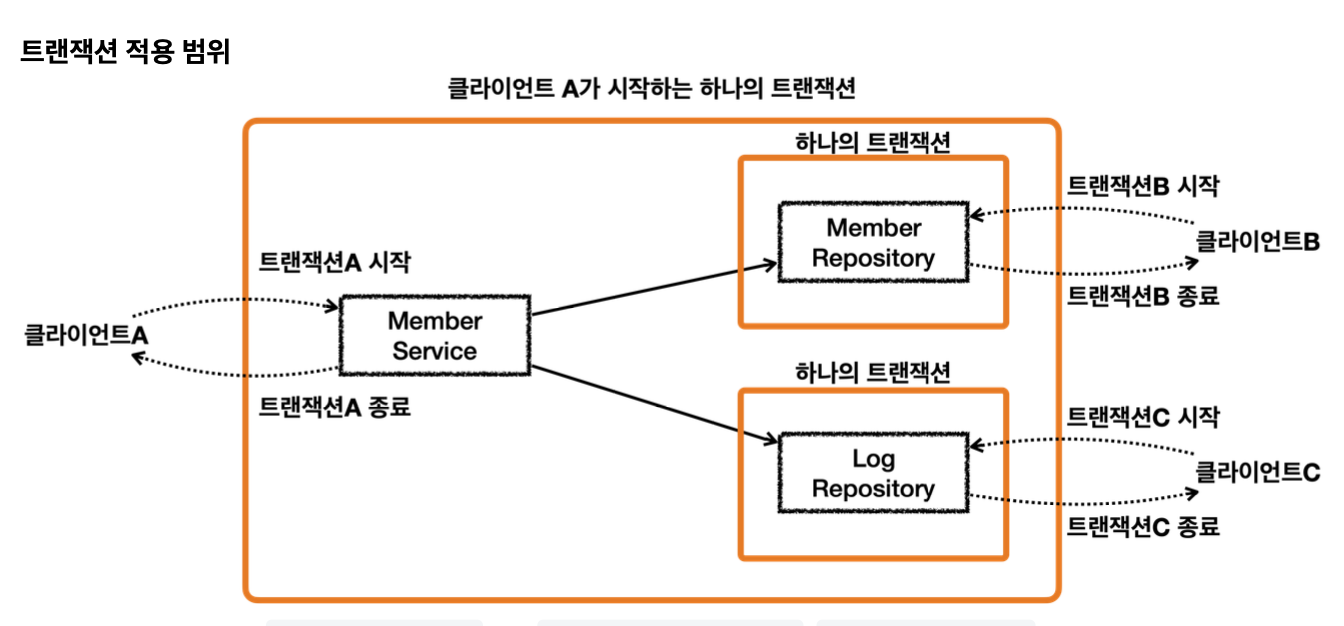 트랜잭션 적용 범위
클라이언트 A가 시작하는 하나의 트랜잭션
하나의 트랜잭션
트랜잭션B 시작
Member
Repository
클라이언트B
트랜잭션B 종료
트랜잭션A 시작
클라이언트A
Member
Service
트랜잭션A 종료
하나의 트랜잭션
트랜잭션C 시작
Log
Repository
클라이언트C
트랜잭션C 종료